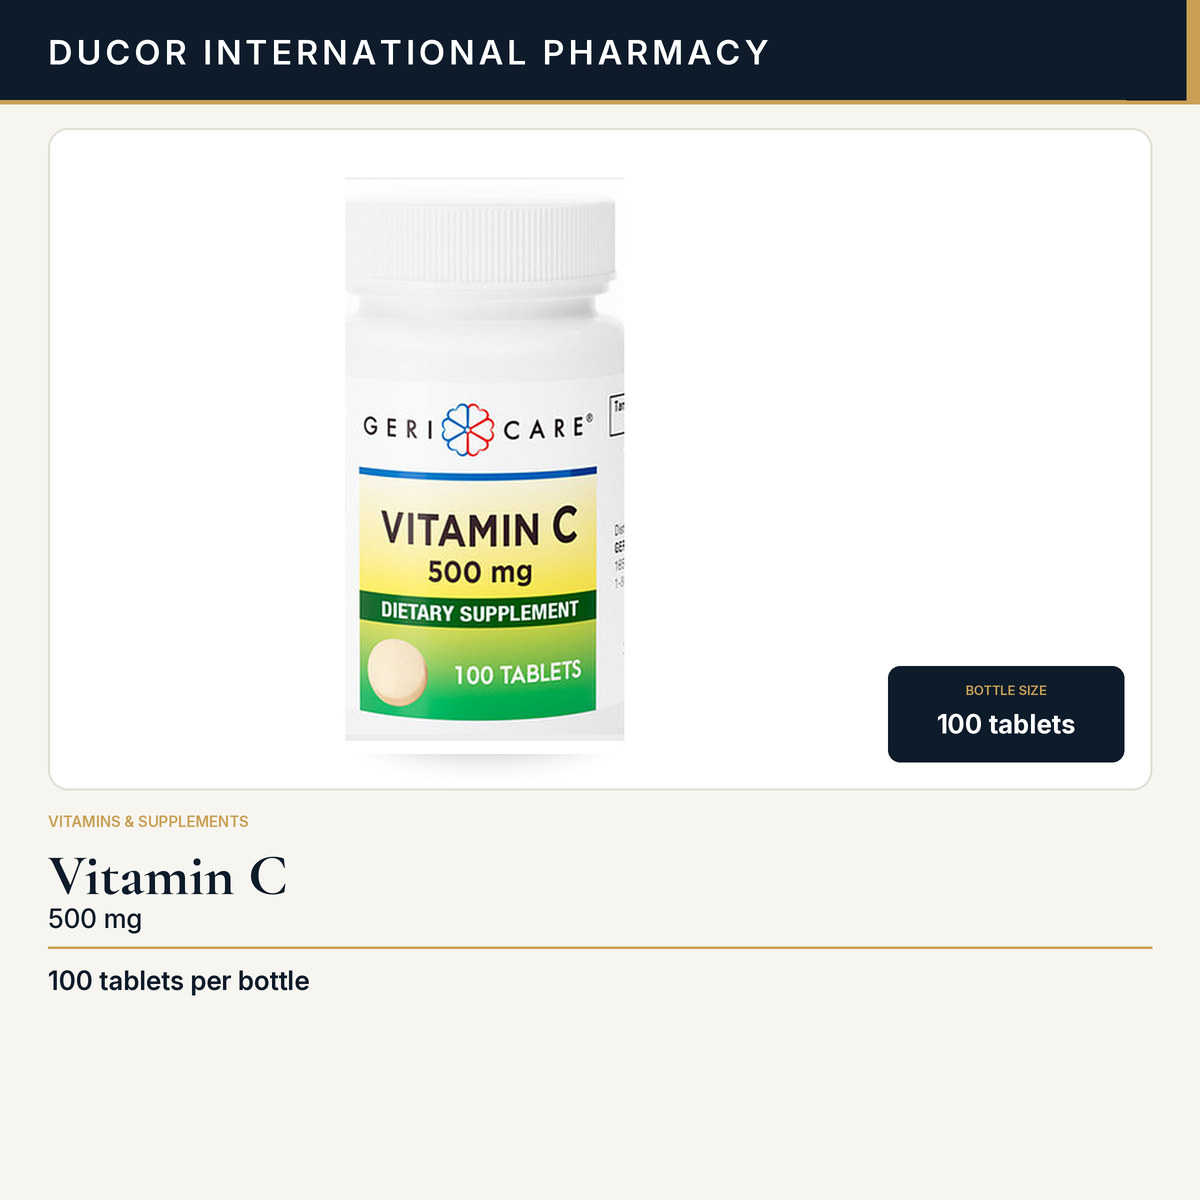 DUCOR INTERNATIONAL PHARMACY
GERI CARE®
VITAMIN C
500 mg
DIETARY SUPPLEMENT
100 TABLETS
BOTTLE SIZE
100 tablets
VITAMINS & SUPPLEMENTS
Vitamin C
500 mg
100 tablets per bottle